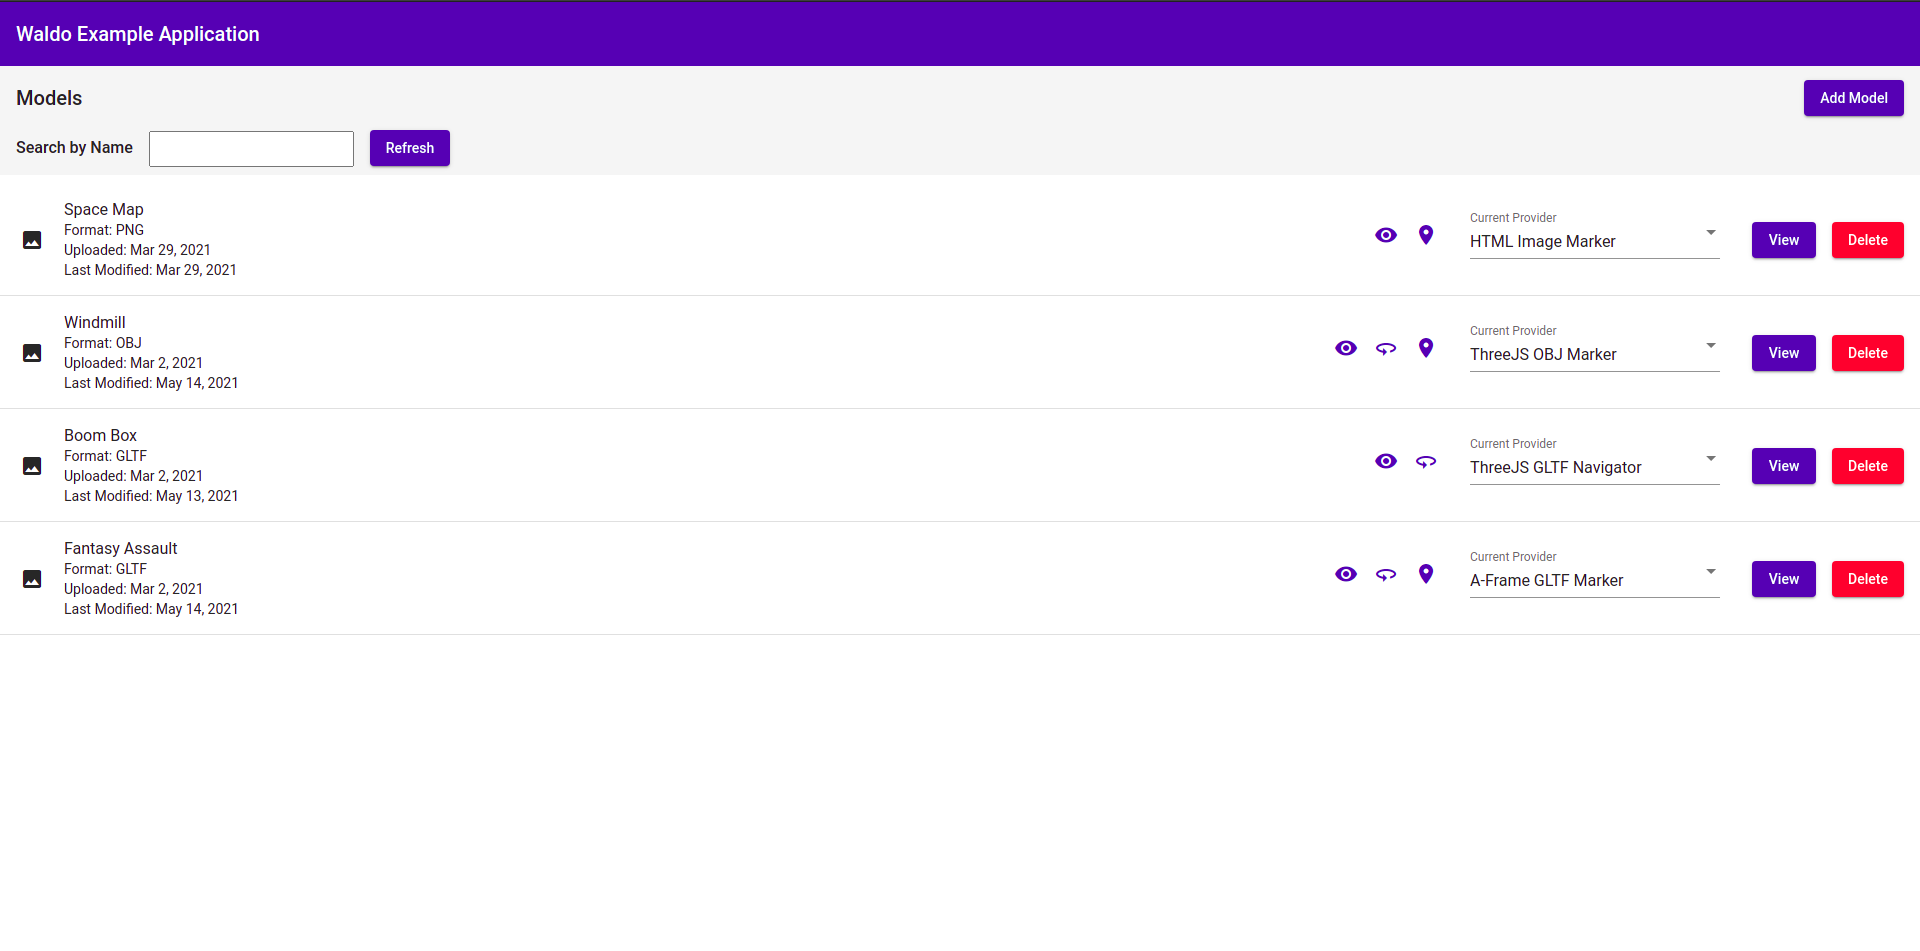 Waldo Example Application
Models
Add Model
Search by Name
Refresh
Space Map
Format: PNG
Uploaded: Mar 29, 2021
Last Modified: Mar 29, 2021
Current Provider
HTML Image Marker
View
Delete
Windmill
Format: OBJ
Uploaded: Mar 2, 2021
Last Modified: May 14, 2021
Current Provider
ThreeJS OBJ Marker
View
Delete
Boom Box
Format: GLTF
Uploaded: Mar 2, 2021
Last Modified: May 13, 2021
Current Provider
ThreeJS GLTF Navigator
View
Delete
Fantasy Assault
Format: GLTF
Uploaded: Mar 2, 2021
Last Modified: May 14, 2021
Current Provider
A-Frame GLTF Marker
View
Delete